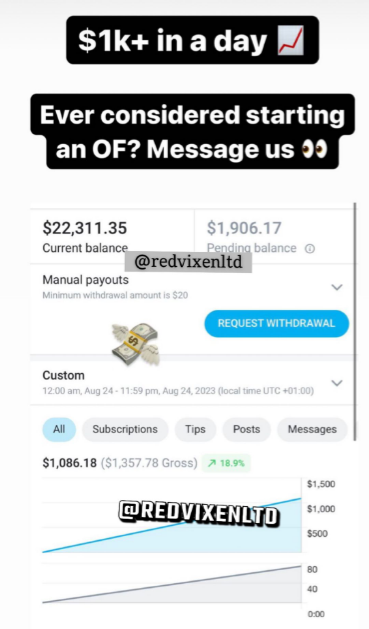 $1k+ in a day 📈
Ever considered starting
an OF? Message us 👀
$22,311.35 $1,906.17
Current balance Pending balance
@redvixenltd
Manual payouts
Minimum withdrawal amount is $20
REQUEST WITHDRAWAL
Custom
12:00 am, Aug 24 - 11:59 pm, Aug 24, 2023 (local time UTC +01:00)
All Subscriptions Tips Posts Messages
$1,086.18 ($1,357.78 Gross) ↗ 18.9%
$1,500
$1,000
@REDVIXENLTD
$500
80
40
0:00